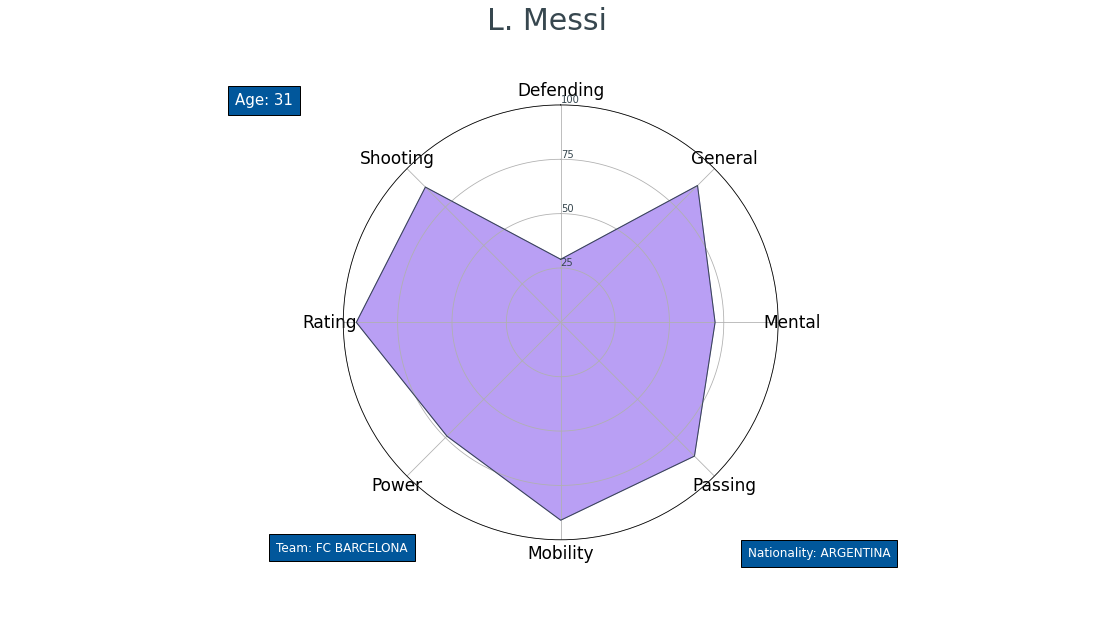 L. Messi
Age: 31
Defending
100
Shooting
General
75
50
25
Rating
Mental
Power
Passing
Team: FC BARCELONA
Mobility
Nationality: ARGENTINA